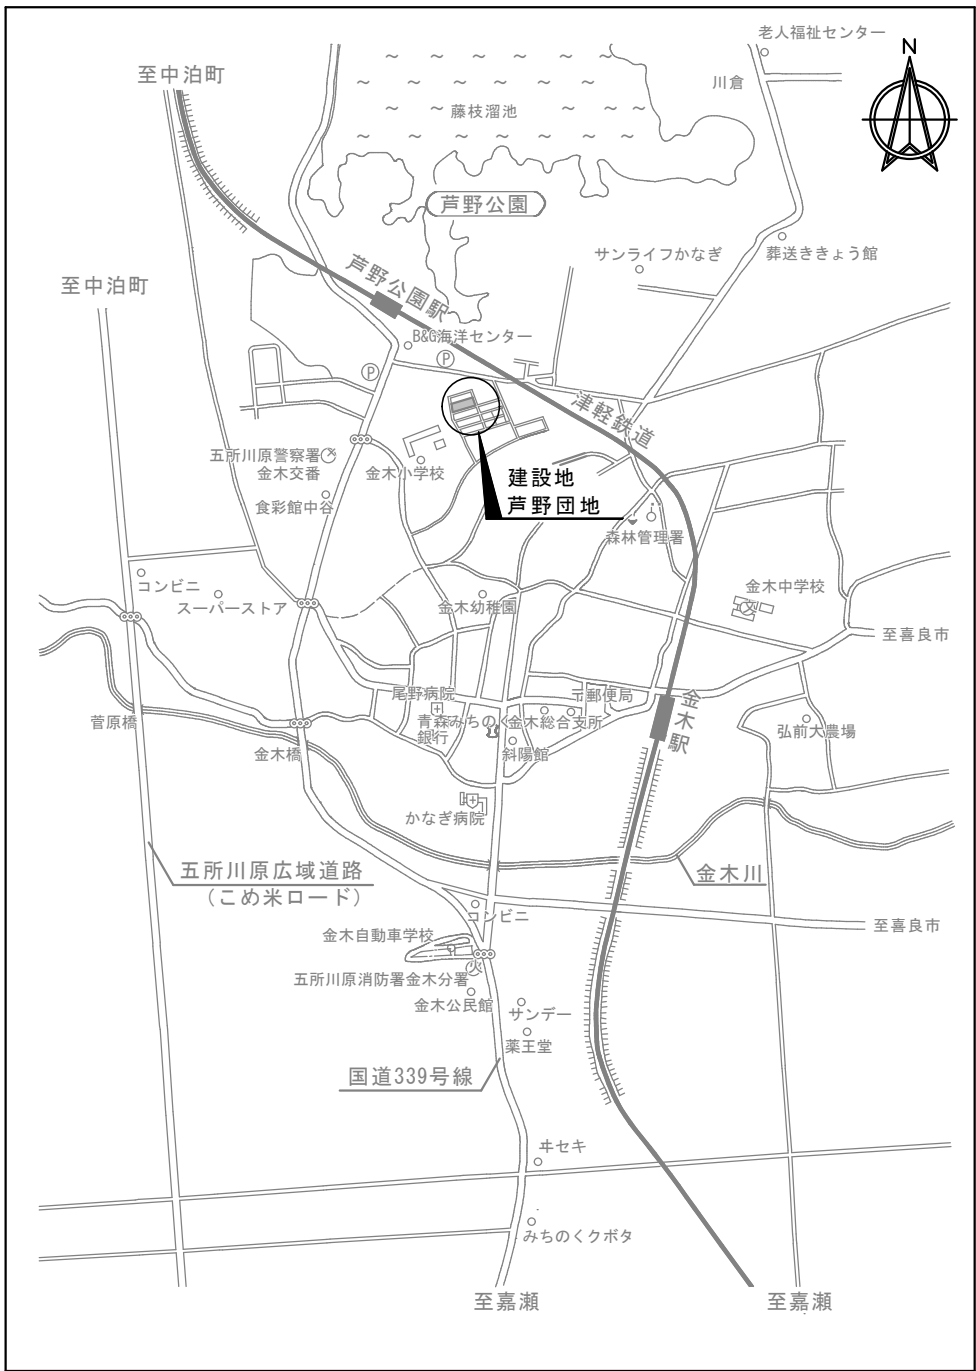 老人福祉センター
N
至中泊町
川倉
藤枝溜池
芦野公園
サンライフかなぎ
葬送ききょう館
至中泊町
芦野公園駅
B&G海洋センター
P
P
津軽鉄道
五所川原警察署
金木交番
金木小学校
建設地
芦野団地
食彩館中谷
森林管理署
コンビニ
スーパーストア
金木幼稚園
金木中学校
至喜良市
尾野病院
〒郵便局
菅原橋
青森みちのく
銀行
金木総合支所
金木駅
弘前大農場
金木橋
斜陽館
かなぎ病院
五所川原広域道路
(こめ米ロード)
金木川
コンビニ
至喜良市
金木自動車学校
五所川原消防署金木分署
金木公民館
サンデー
薬王堂
国道339号線
ヰセキ
みちのくクボタ
至嘉瀬
至嘉瀬